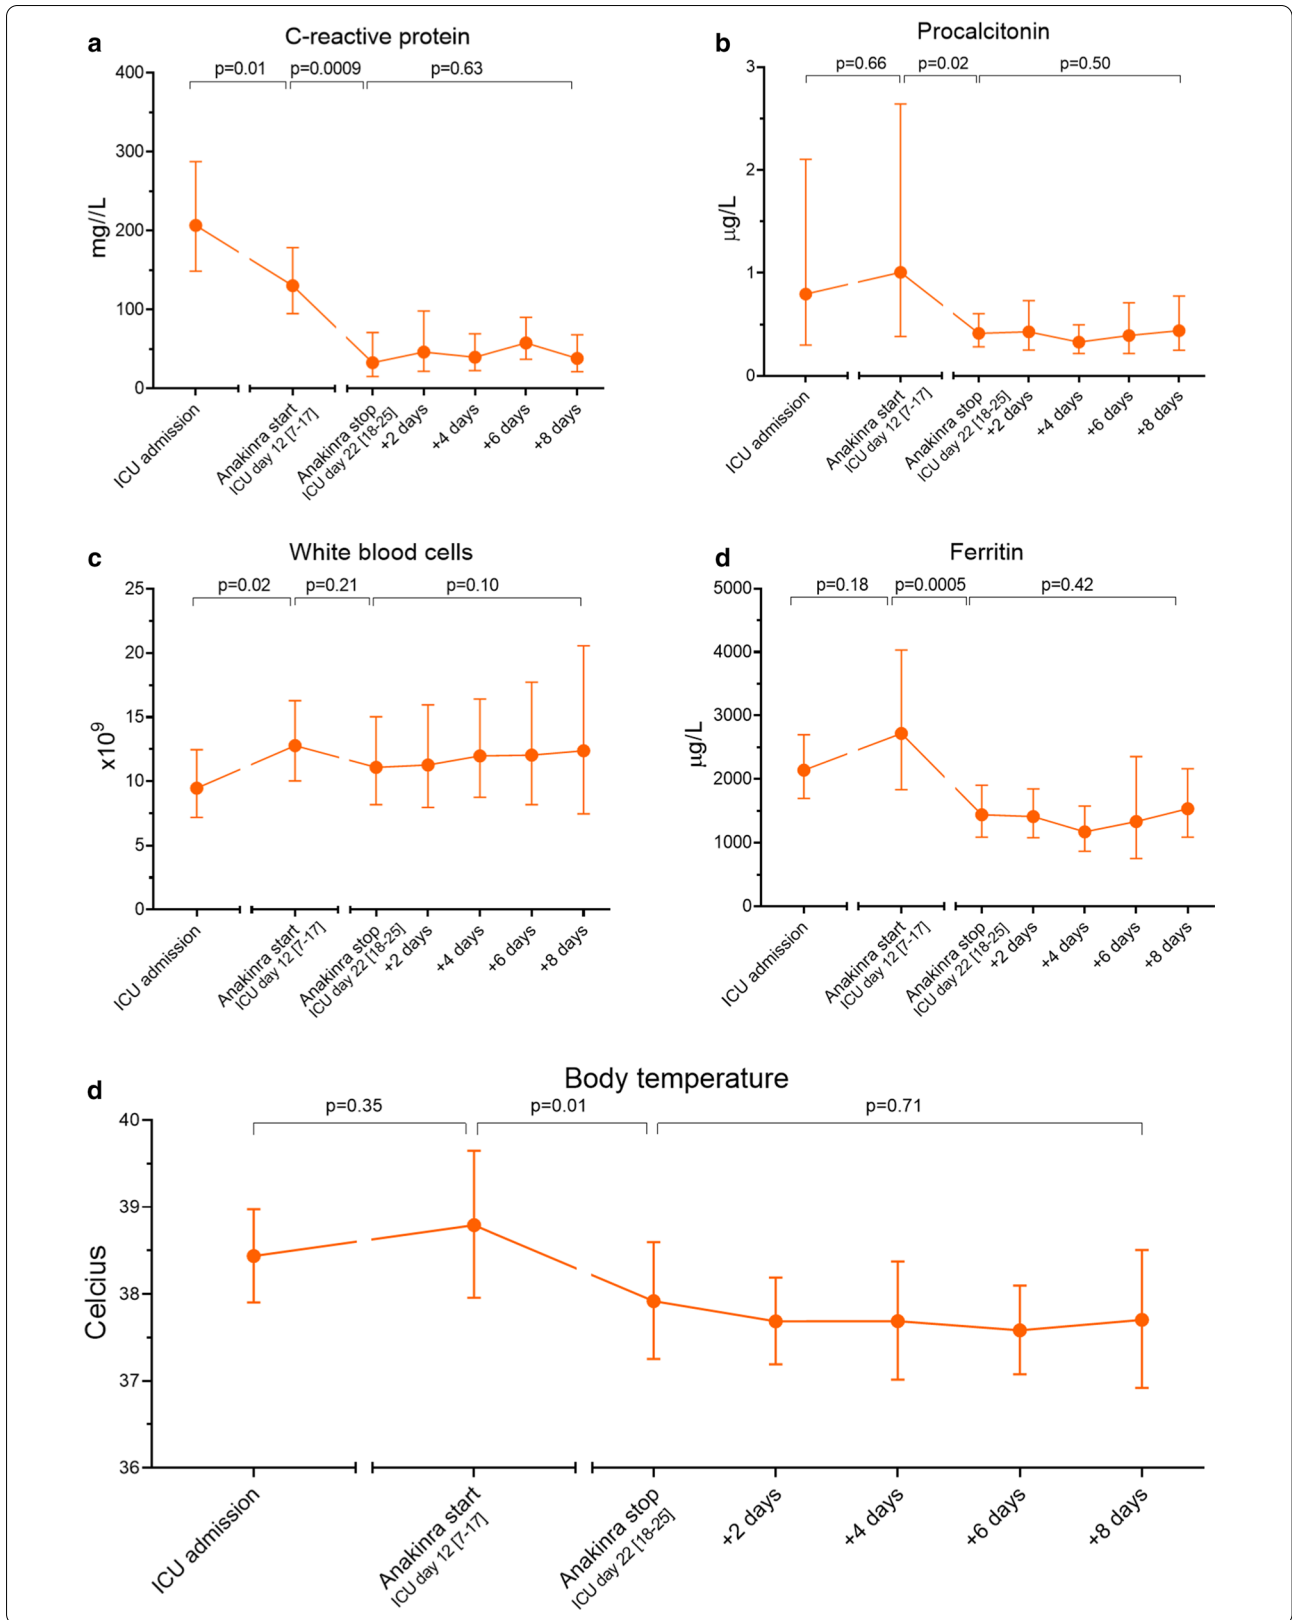 a
C-reactive protein
p=0.01 p=0.0009 p=0.63
400
300
200
100
0
mg//L
ICU admission
Anakinra start
ICU day 12 [7-17]
Anakinra stop
ICU day 22 [18-25]
+2 days
+4 days
+6 days
+8 days
b
Procalcitonin
p=0.66 p=0.02 p=0.50
3
2
1
0
µg/L
ICU admission
Anakinra start
ICU day 12 [7-17]
Anakinra stop
ICU day 22 [18-25]
+2 days
+4 days
+6 days
+8 days
c
White blood cells
p=0.02 p=0.21 p=0.10
25
20
15
10
5
0
x10⁹
ICU admission
Anakinra start
ICU day 12 [7-17]
Anakinra stop
ICU day 22 [18-25]
+2 days
+4 days
+6 days
+8 days
d
Ferritin
p=0.18 p=0.0005 p=0.42
5000
4000
3000
2000
1000
0
µg/L
ICU admission
Anakinra start
ICU day 12 [7-17]
Anakinra stop
ICU day 22 [18-25]
+2 days
+4 days
+6 days
+8 days
d
Body temperature
p=0.35 p=0.01 p=0.71
40
39
38
37
36
Celcius
ICU admission
Anakinra start
ICU day 12 [7-17]
Anakinra stop
ICU day 22 [18-25]
+2 days
+4 days
+6 days
+8 days